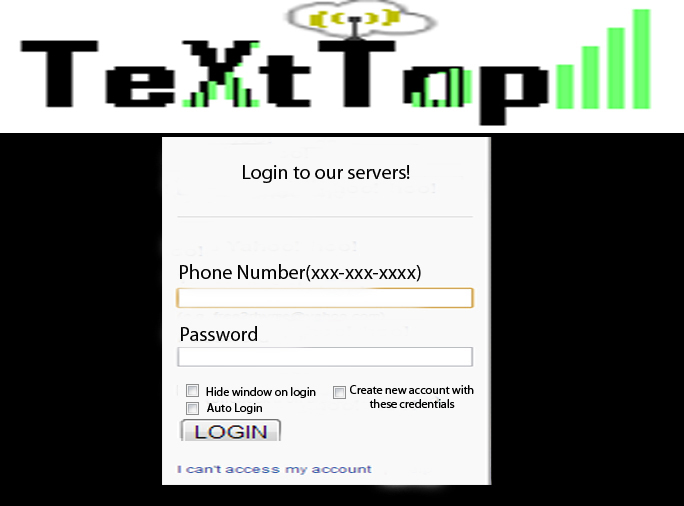 TeXtTap
Login to our servers!
Phone Number(xxx-xxx-xxxx)
Password
Hide window on login
Create new account with
these credentials
Auto Login
LOGIN
I can't access my account